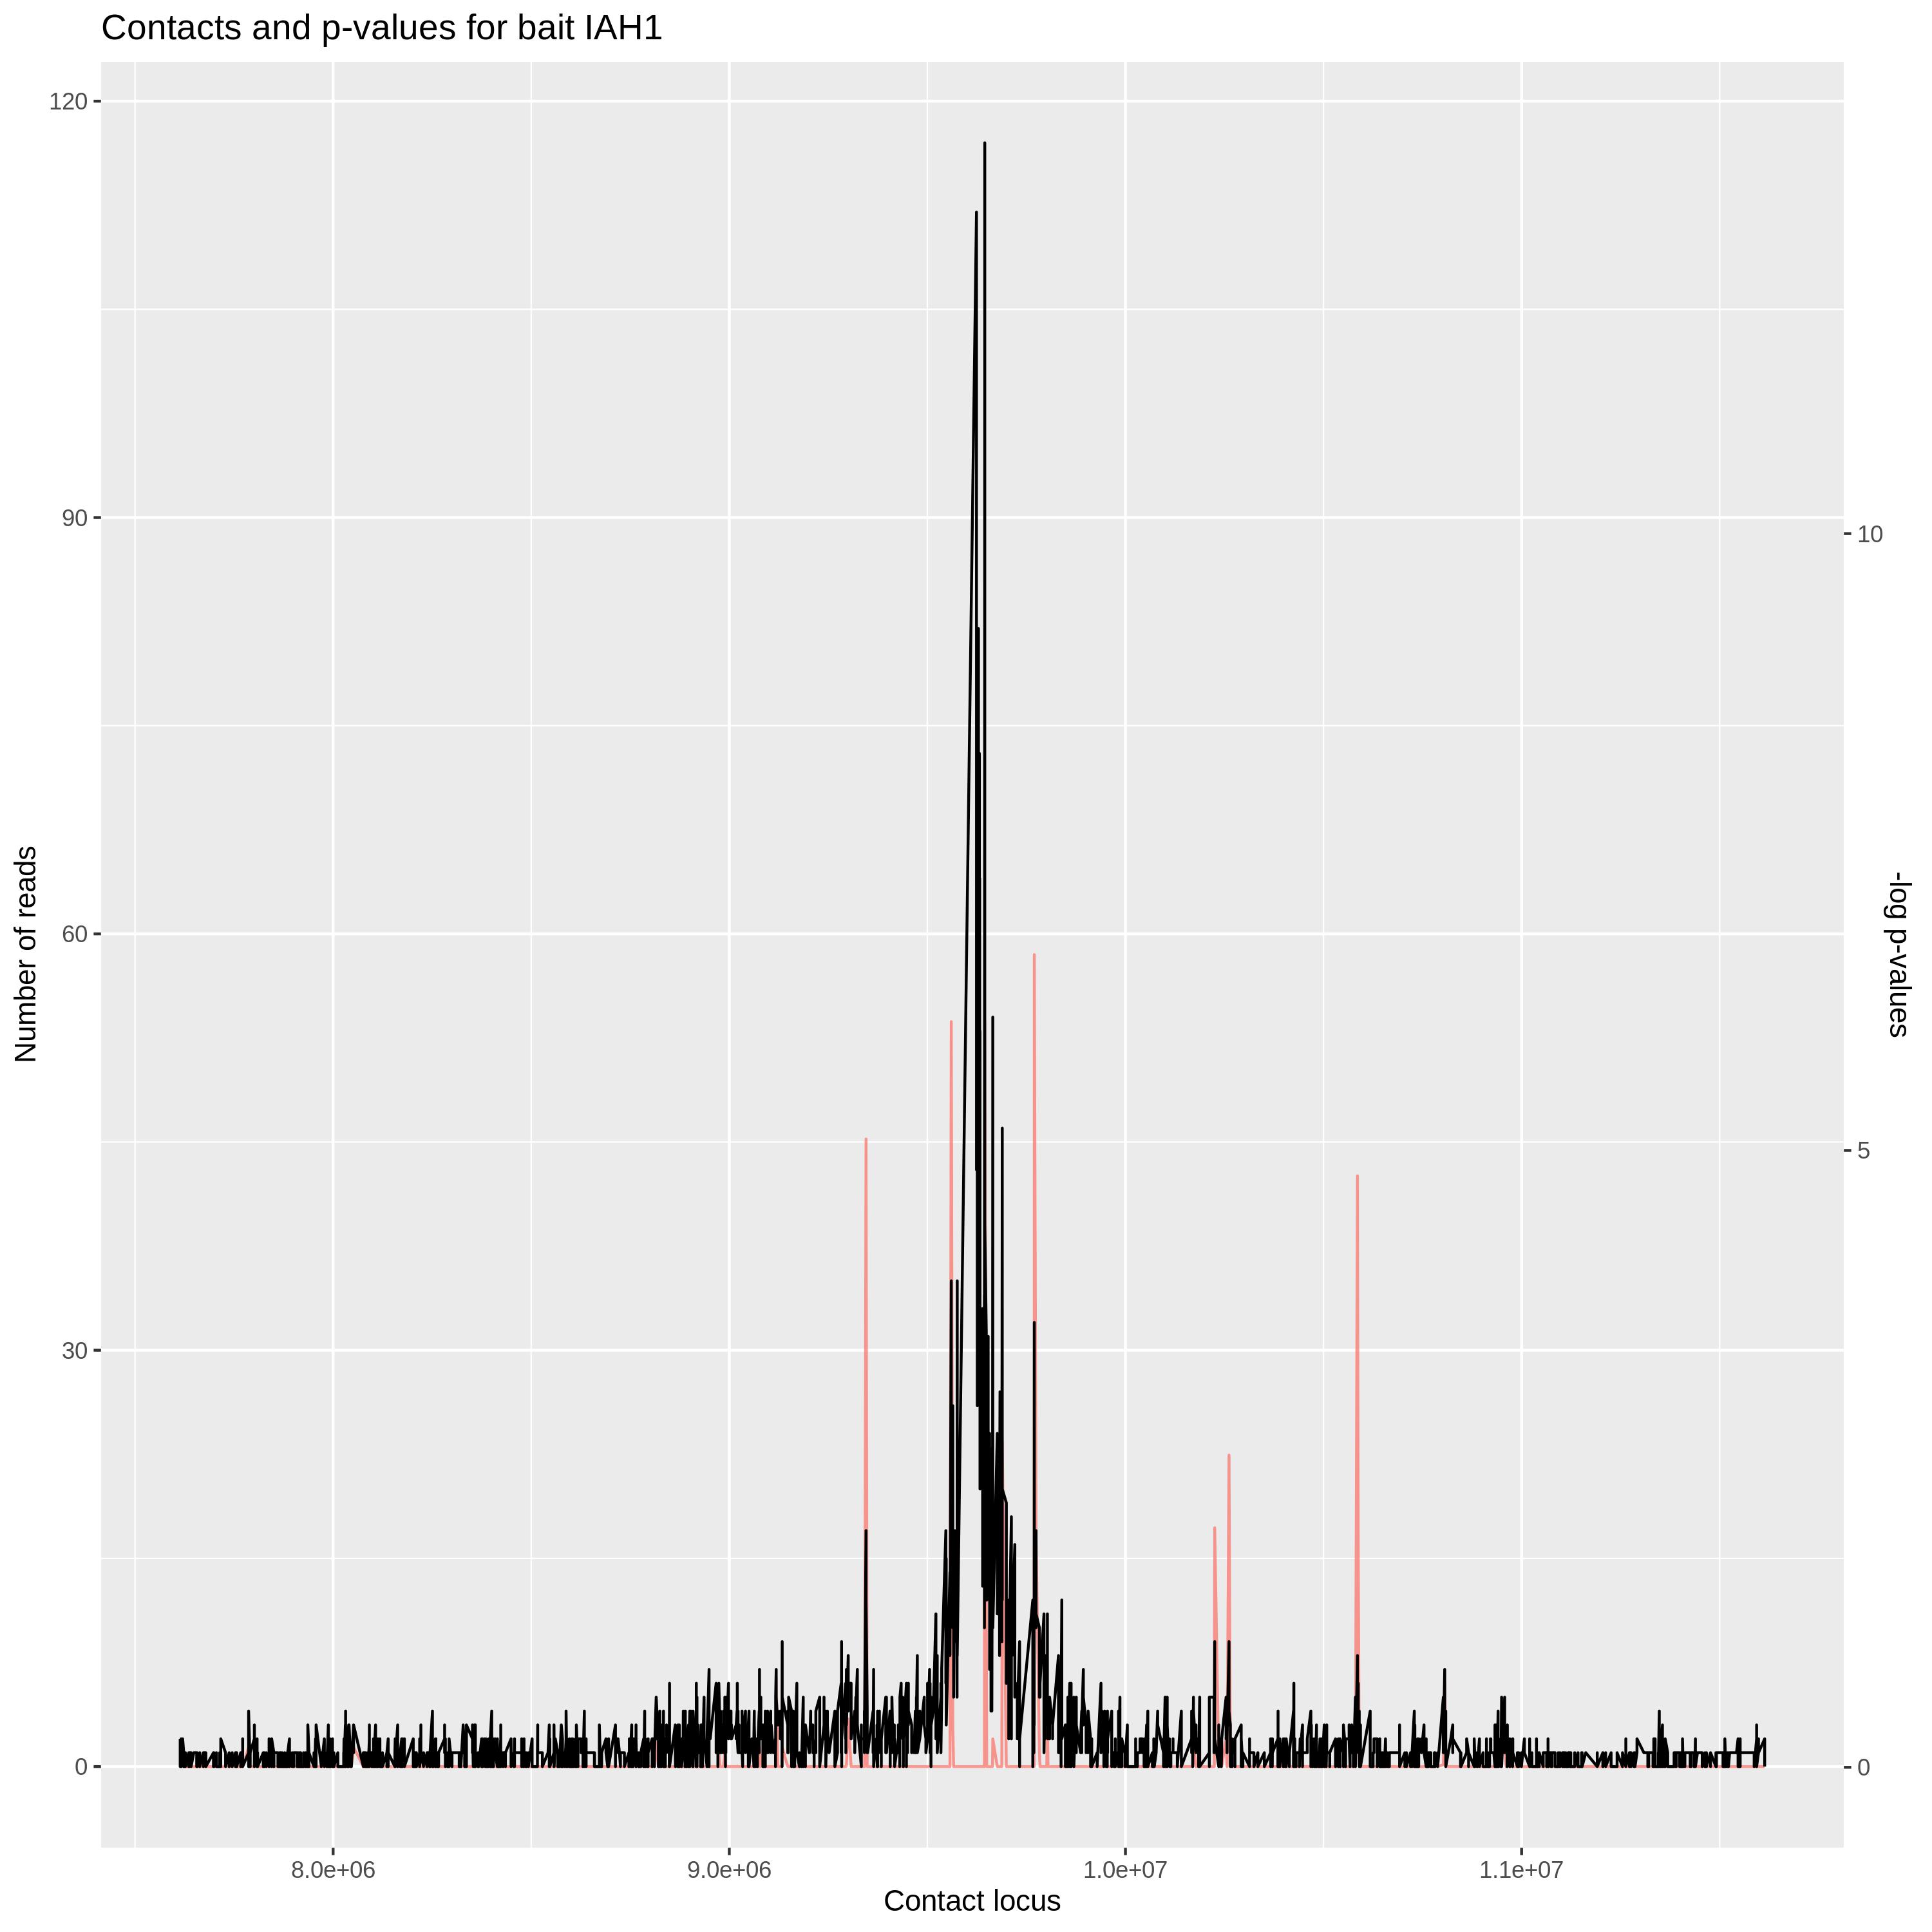 Contacts and p-values for bait IAH1
120
90
60
30
0
Number of reads
10
5
0
-log p-values
8.0e+06
9.0e+06
1.0e+07
1.1e+07
Contact locus